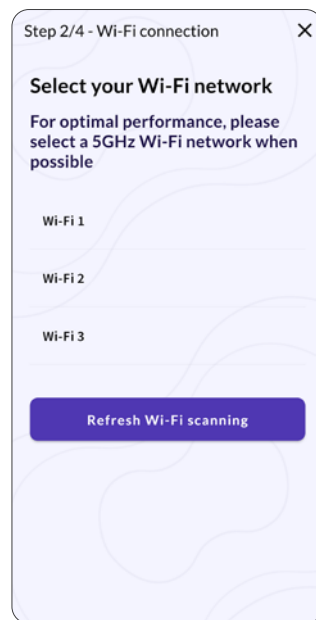 Step 2/4 - Wi-Fi connection
Select your Wi-Fi network
For optimal performance, please
select a 5GHz Wi-Fi network when
possible
Wi-Fi 1
Wi-Fi 2
Wi-Fi 3
Refresh Wi-Fi scanning